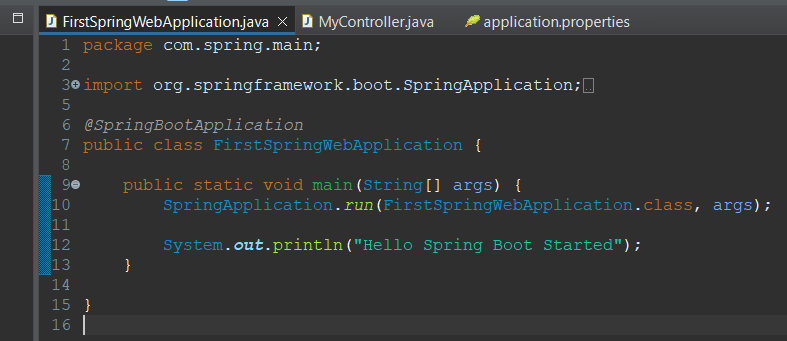 FirstSpringWebApplication.java MyController.java application.properties
1 package com.spring.main;
2
3 import org.springframework.boot.SpringApplication;
5
6 @SpringBootApplication
7 public class FirstSpringWebApplication {
8
9 public static void main(String[] args) {
10 SpringApplication.run(FirstSpringWebApplication.class, args);
11
12 System.out.println("Hello Spring Boot Started");
13 }
14
15 }
16